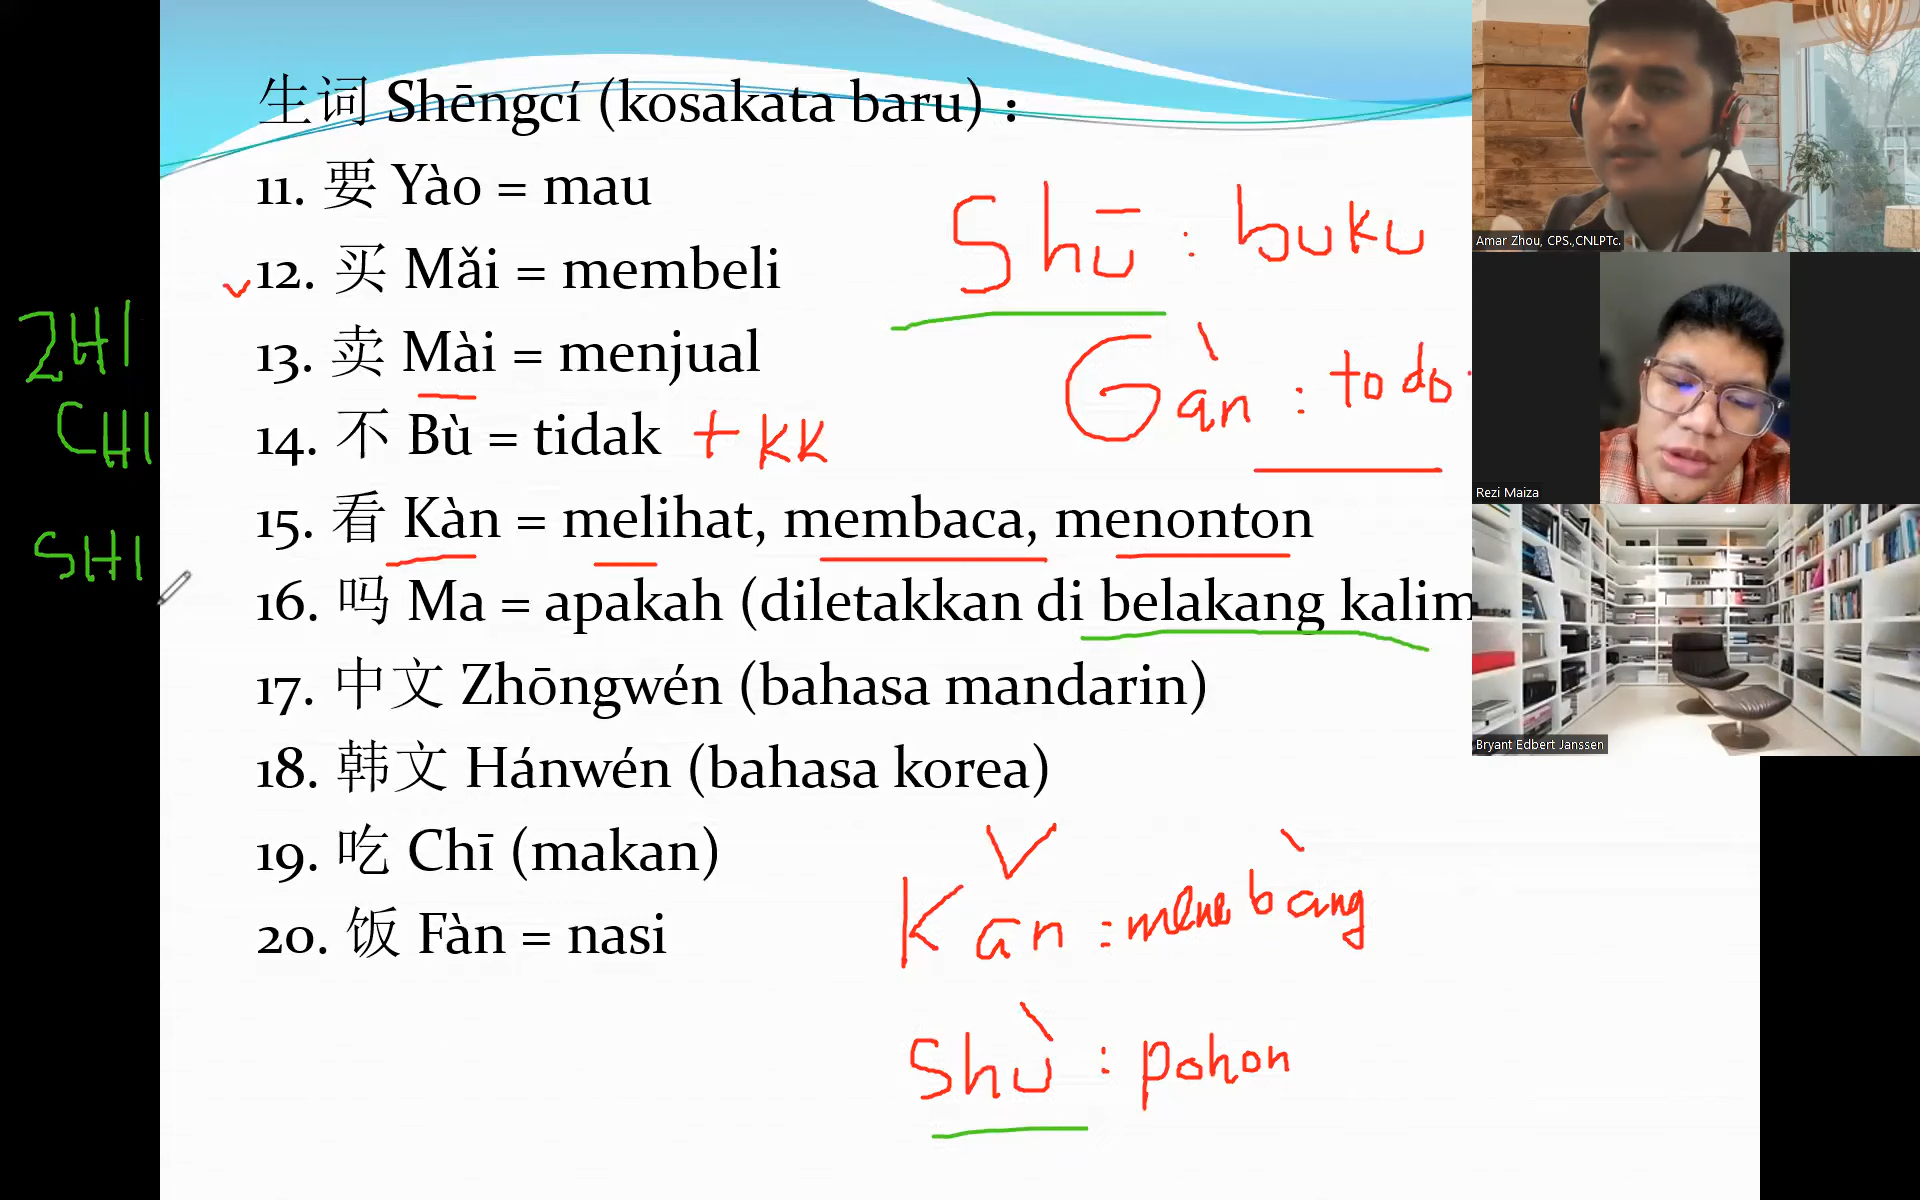 生词 Shēngcí (kosakata baru) :
11. 要 Yào = mau
12. 买 Mǎi = membeli
13. 卖 Mài = menjual
14. 不 Bù = tidak + KK
15. 看 Kàn = melihat, membaca, menonton
16. 吗 Ma = apakah (diletakkan di belakang kalim
17. 中文 Zhōngwén (bahasa mandarin)
18. 韩文 Hánwén (bahasa korea)
19. 吃 Chī (makan)
20. 饭 Fàn = nasi
Shū : buku
Gàn : to do
Kǎn : menebang
Shù : pohon
ZHI
CHI
SHI
Amar Zhou, CPS.,CNLPTc.
Rezi Maiza
Bryant Edbert Janssen